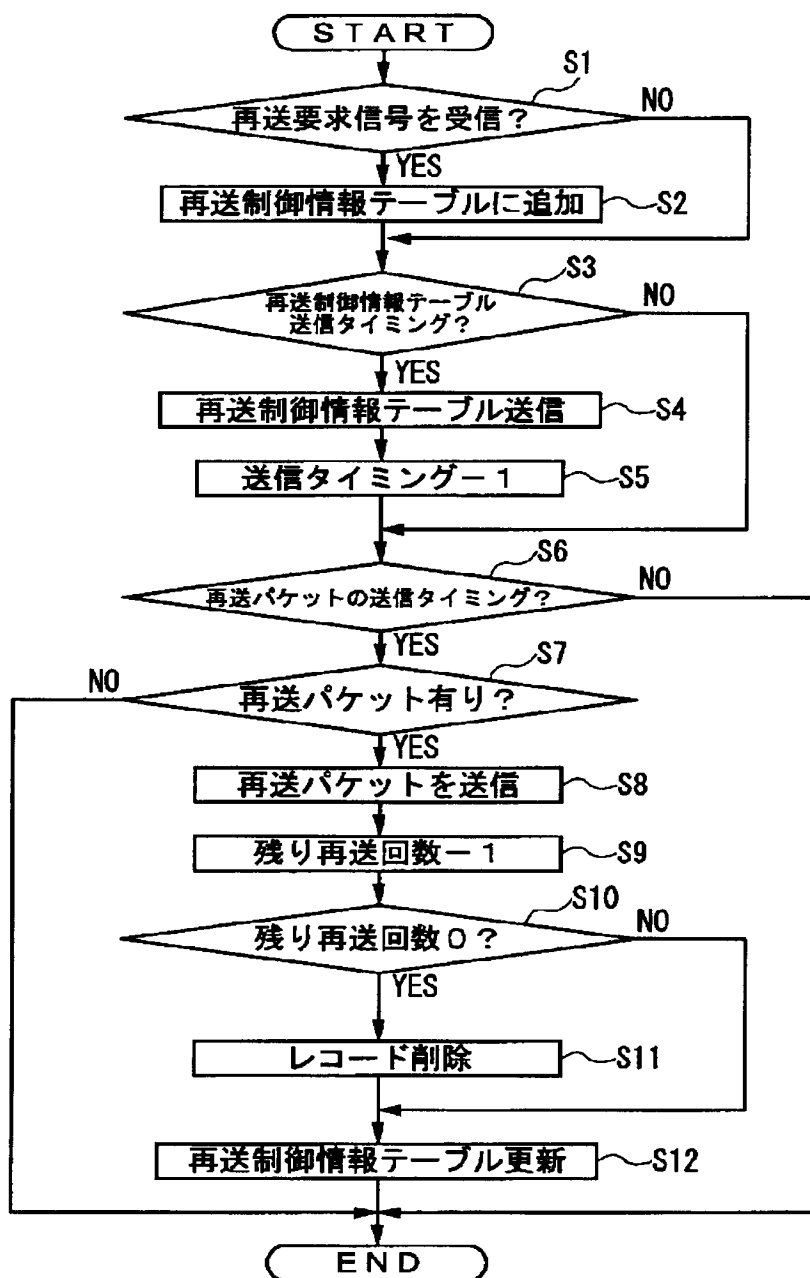 START
S1
再送要求信号を受信？
NO
YES
再送制御情報テーブルに追加
S2
S3
再送制御情報テーブル
送信タイミング？
NO
YES
再送制御情報テーブル送信
S4
送信タイミング－１
S5
S6
再送パケットの送信タイミング？
NO
YES
S7
NO
再送パケット有り？
YES
再送パケットを送信
S8
残り再送回数－１
S9
S10
残り再送回数０？
NO
YES
レコード削除
S11
再送制御情報テーブル更新
S12
END